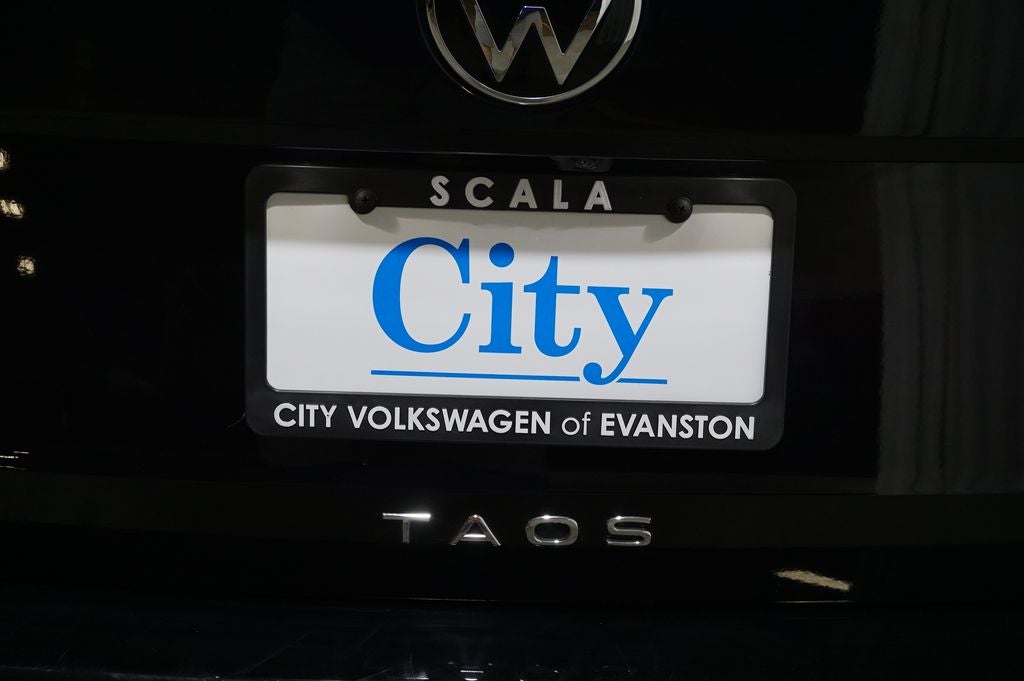 SCALA
City
CITY VOLKSWAGEN of EVANSTON
TAOS